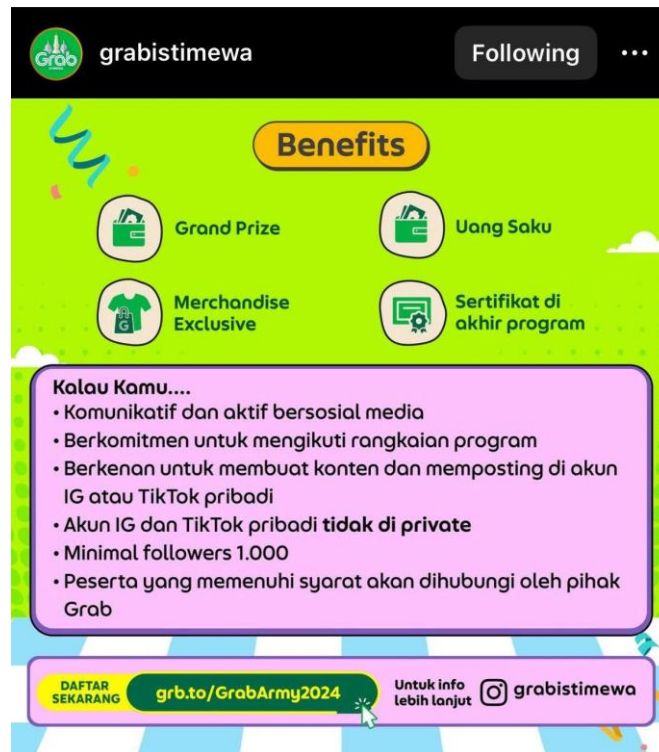 Grab
grabistimewa
Following
Benefits
Grand Prize
Uang Saku
Merchandise
Exclusive
Sertifikat di
akhir program
Kalau Kamu....
• Komunikatif dan aktif bersosial media
• Berkomitmen untuk mengikuti rangkaian program
• Berkenan untuk membuat konten dan memposting di akun
IG atau TikTok pribadi
• Akun IG dan TikTok pribadi tidak di private
• Minimal followers 1.000
• Peserta yang memenuhi syarat akan dihubungi oleh pihak
Grab
DAFTAR
SEKARANG
grb.to/GrabArmy2024
Untuk info
lebih lanjut
grabistimewa